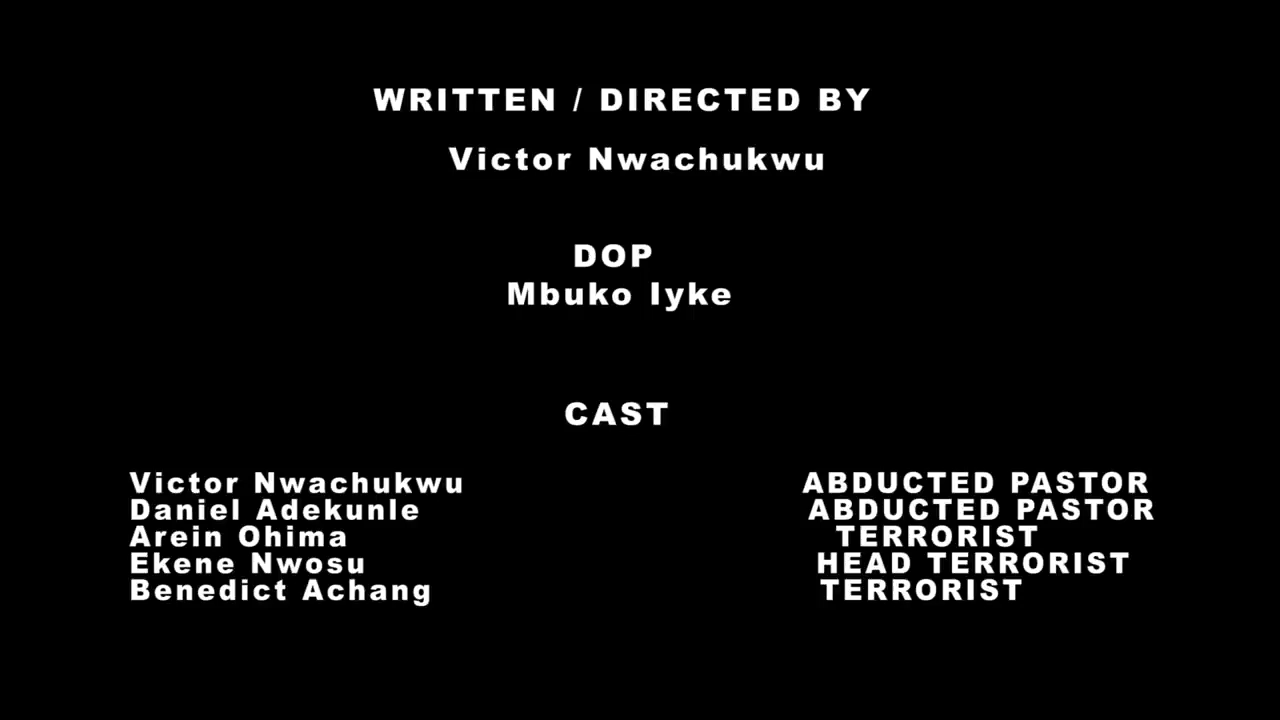 WRITTEN / DIRECTED BY
Victor Nwachukwu
DOP
Mbuko Iyke
CAST
Victor Nwachukwu ABDUCTED PASTOR
Daniel Adekunle ABDUCTED PASTOR
Arein Ohima TERRORIST
Ekene Nwosu HEAD TERRORIST
Benedict Achang TERRORIST